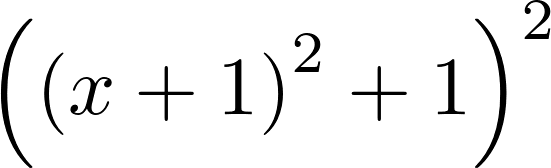 ((x + 1)² + 1)²